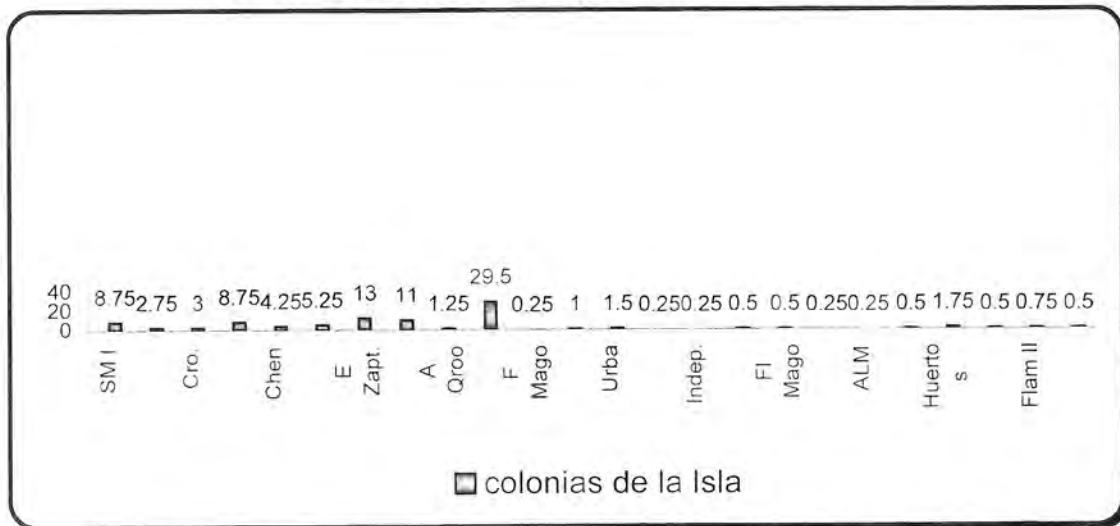 40
20
0
8.75 2.75 3 8.75 4.25 5.25 13 11 1.25 29.5 0.25 1 1.5 0.25 0.25 0.5 0.5 0.25 0.25 0.5 1.75 0.5 0.75 0.5
SM I
Cro.
Chen
E
Zapt.
A
Qroo
F
Mago
Urba
Indep.
Fl
Mago
ALM
Huerto
s
Flam II
colonias de la Isla